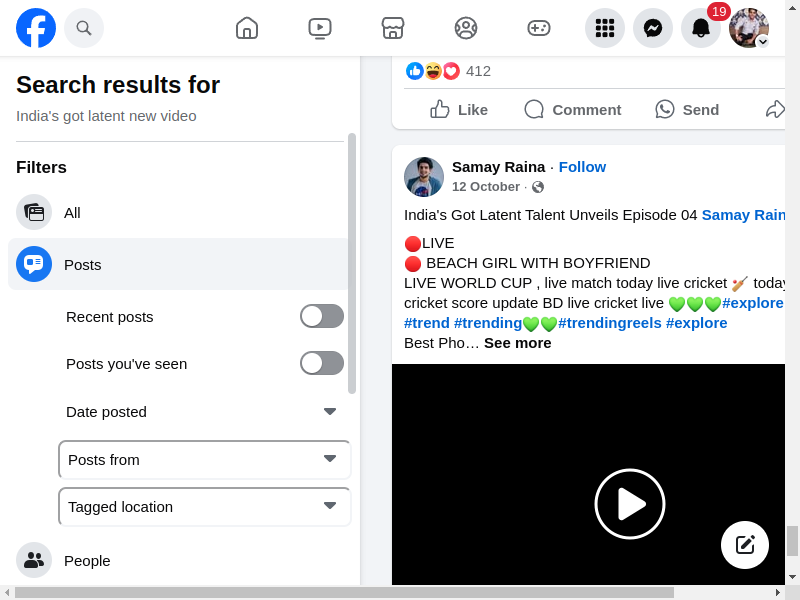 19
Search results for
India's got latent new video
Filters
All
Posts
Recent posts
Posts you've seen
Date posted
Posts from
Tagged location
People
412
Like
Comment
Send
Samay Raina · Follow
12 October ·
India's Got Latent Talent Unveils Episode 04 Samay Rain
🔴LIVE
🔴 BEACH GIRL WITH BOYFRIEND
LIVE WORLD CUP , live match today live cricket 🏏 today
cricket score update BD live cricket live 💚💚💚#explore
#trend #trending💚💚#trendingreels #explore
Best Pho… See more